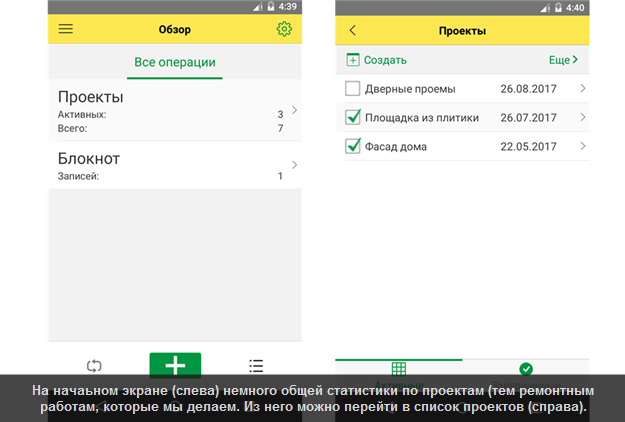 4:39
Обзор
Все операции
Проекты
Активных: 3
Всего: 7
Блокнот
Записей: 1
4:40
Проекты
Создать Еще
Дверные проемы 26.08.2017
Площадка из плитики 26.07.2017
Фасад дома 22.05.2017
Активные
На начаьном экране (слева) немного общей статистики по проектам (тем ремонтным
работам, которые мы делаем. Из него можно перейти в список проектов (справа).